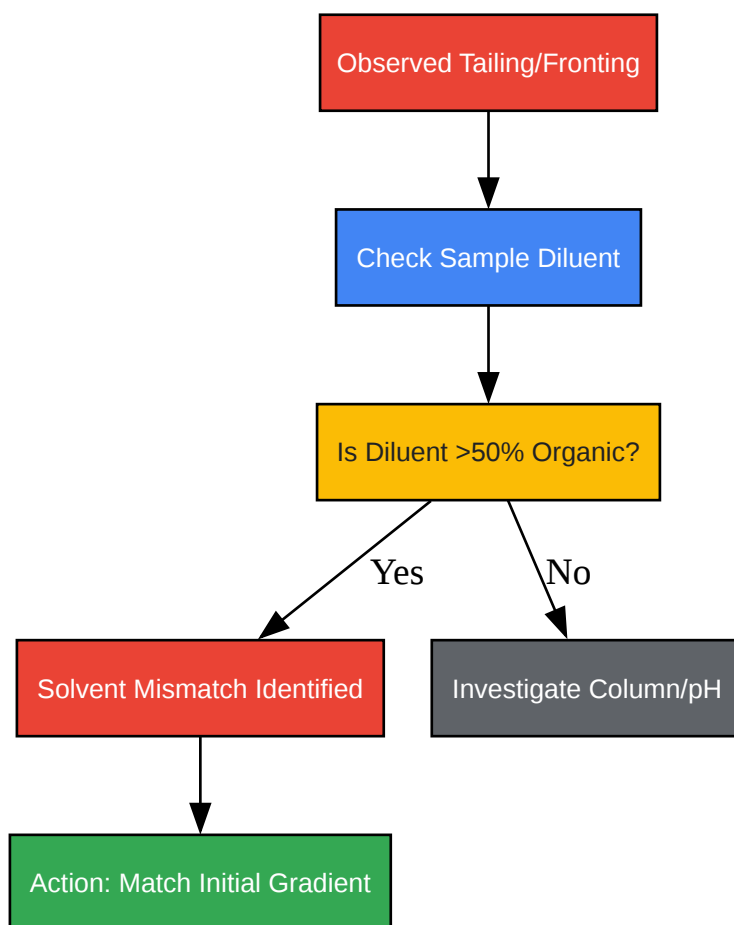 Observed Tailing/Fronting
Check Sample Diluent
Is Diluent >50% Organic?
Yes
No
Solvent Mismatch Identified
Investigate Column/pH
Action: Match Initial Gradient